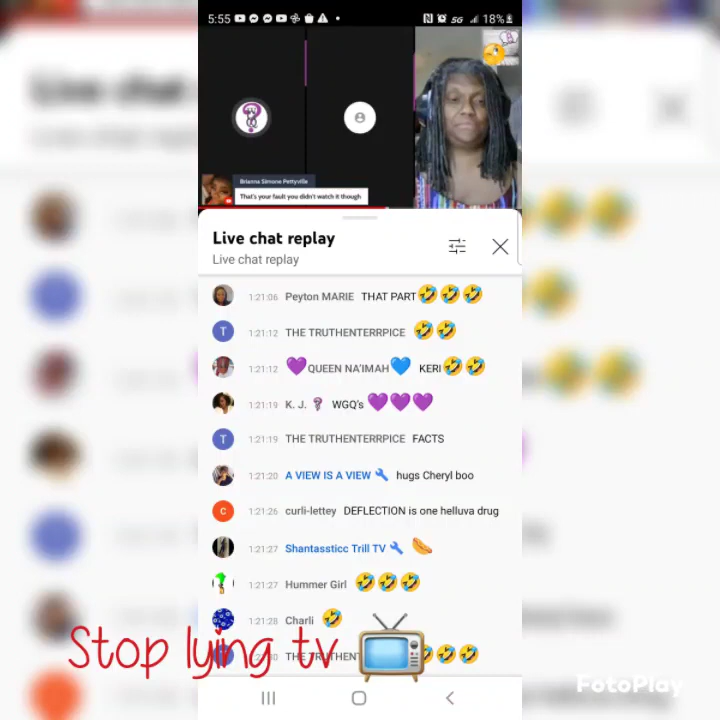 5:55
5G
18%
Brianna Simone Pettyville
That's your fault you didn't watch it though
Live chat replay
Live chat replay
1:21:06 Peyton MARIE THAT PART 🤣🤣🤣
1:21:12 THE TRUTHENTERRPICE 🤣🤣
1:21:12 💜QUEEN NA'IMAH💙 KERI🤣🤣
1:21:19 K. J. WGQ's 💜💜💜
1:21:19 THE TRUTHENTERRPICE FACTS
1:21:20 A VIEW IS A VIEW 🔧 hugs Cheryl boo
1:21:26 curli-lettey DEFLECTION is one helluva drug
1:21:27 Shantassticc Trill TV 🔧 🌭
1:21:27 Hummer Girl 🤣🤣🤣
1:21:28 Charli 🤣
THE TRUTHENT
Stop lying tv 📺
FotoPlay